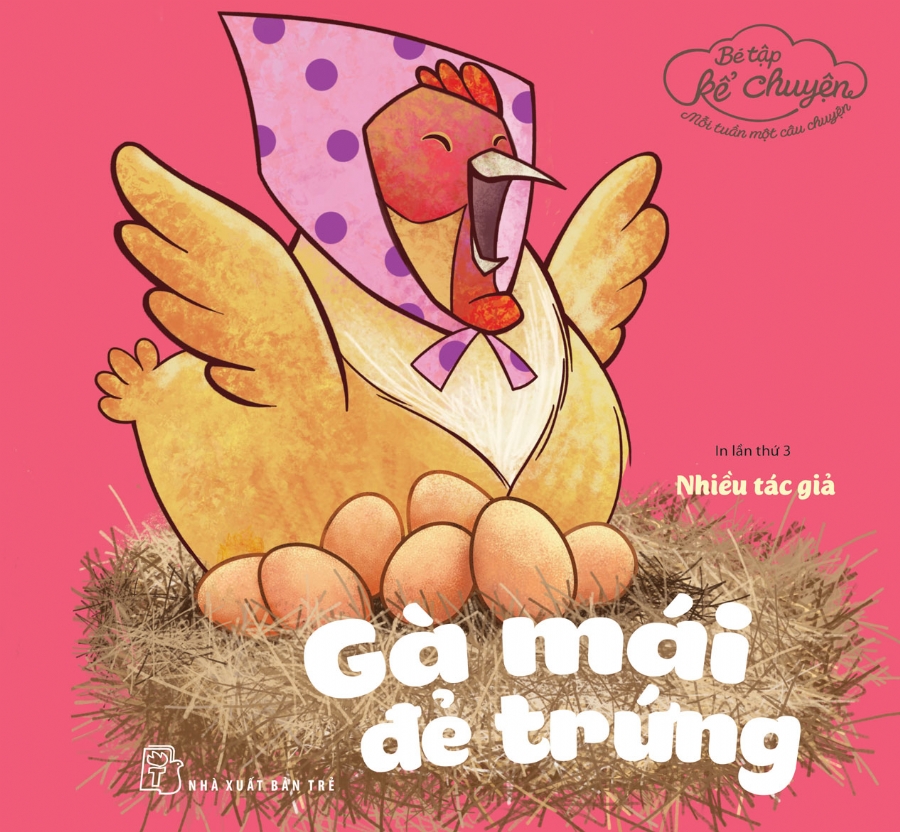 Bé tập
kể chuyện
Mỗi tuần một câu chuyện
In lần thứ 3
Nhiều tác giả
Gà mái
đẻ trứng
T
NHÀ XUẤT BẢN TRẺ